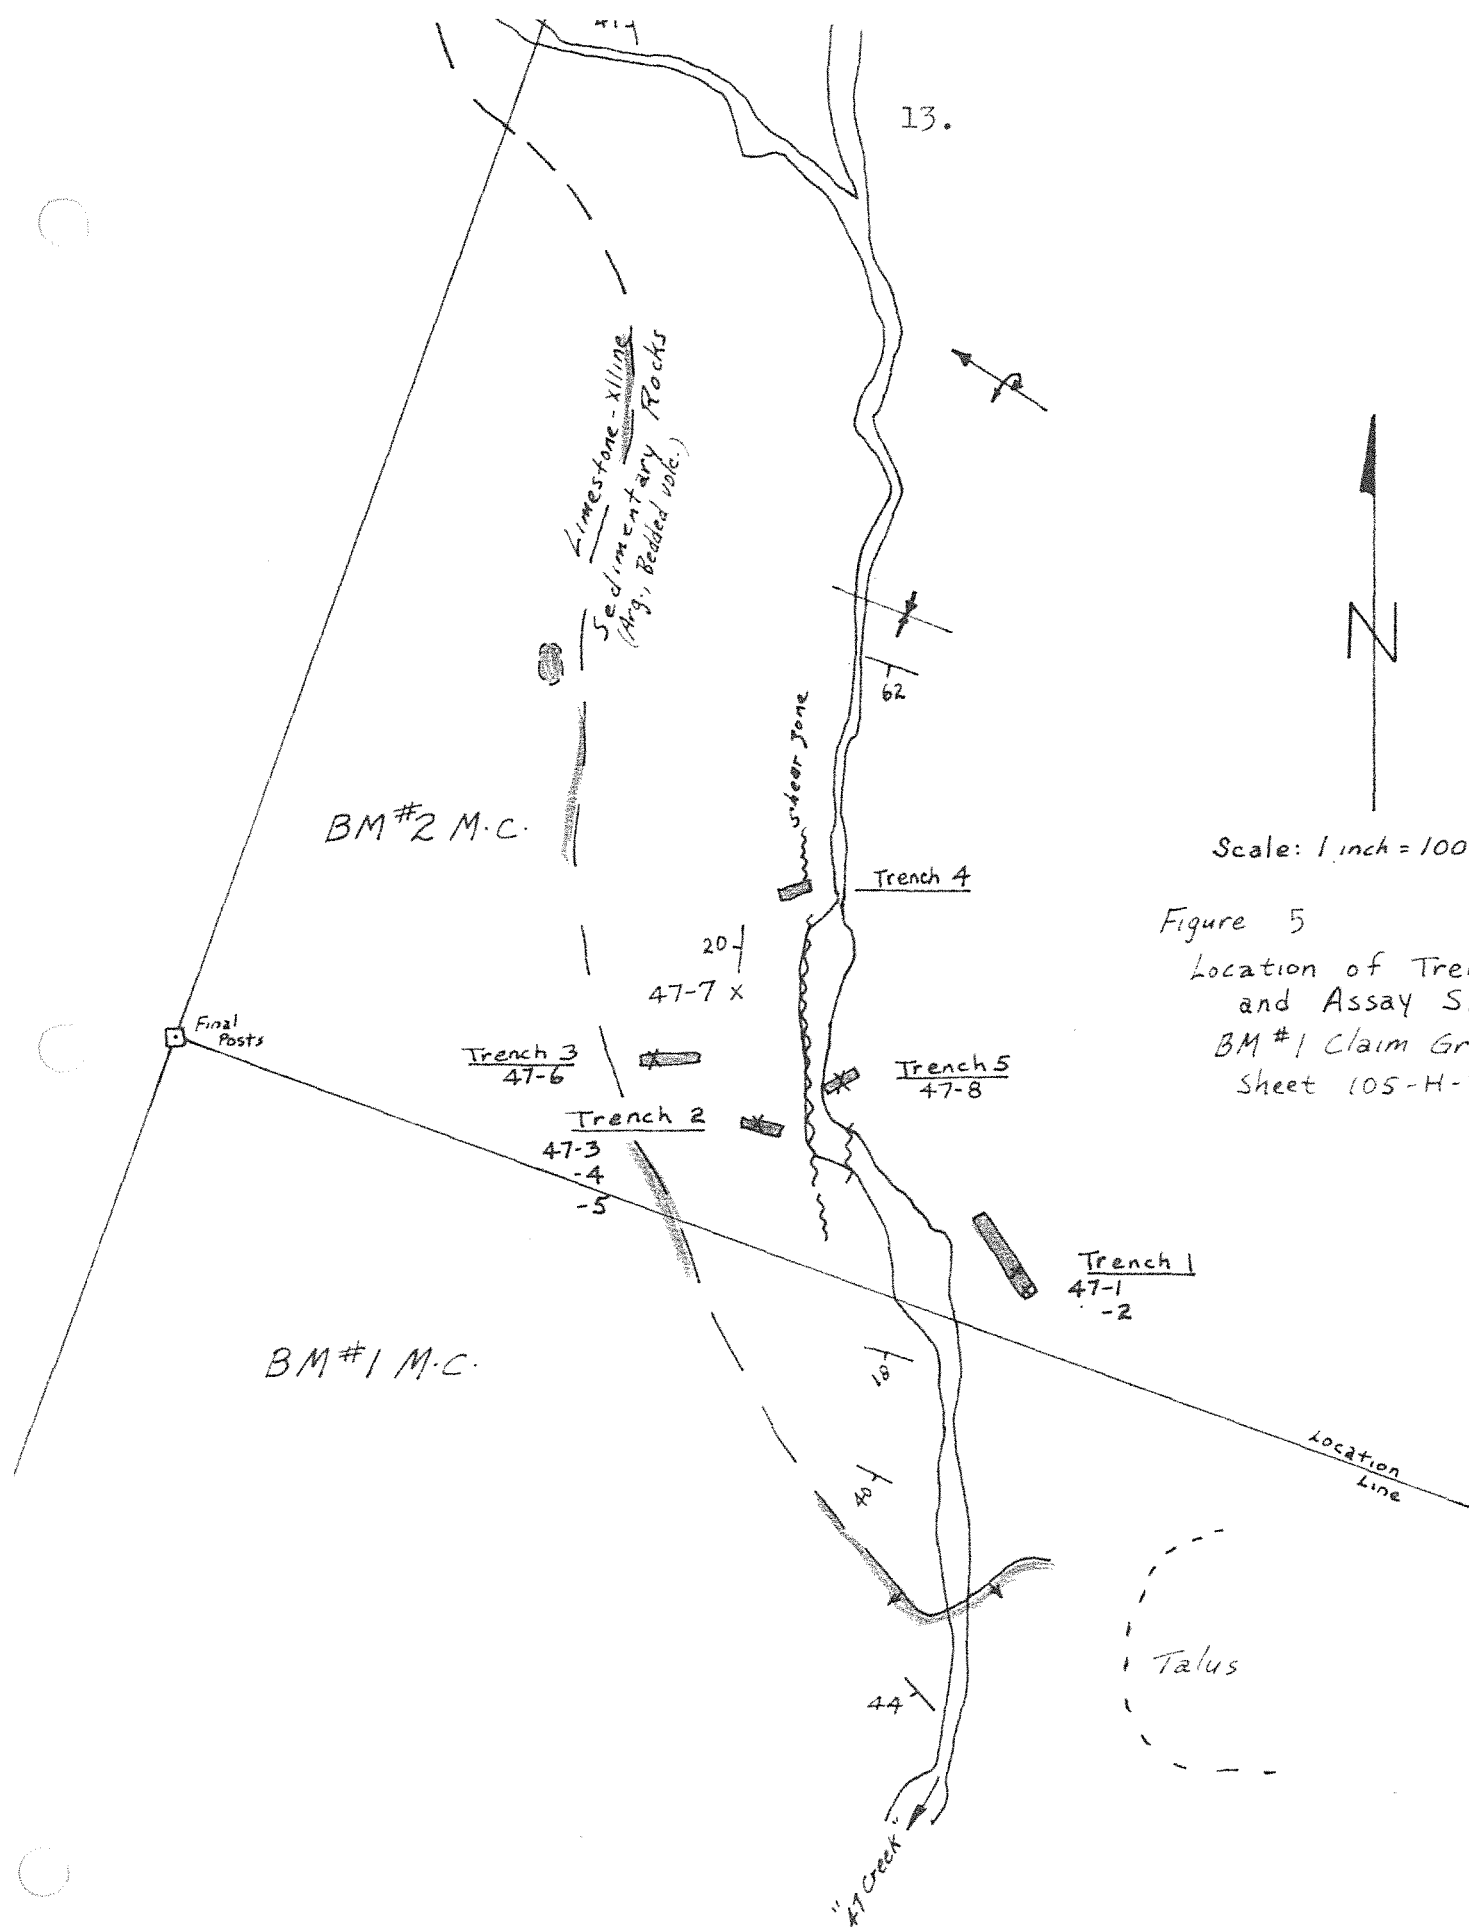 41
13.
Limestone-xlline
Sedimentary Rocks
(Arg., Bedded volc.)
62
N
shear zone
BM #2 M.C.
Scale: 1 inch = 100
Trench 4
Figure 5
Location of Tre
and Assay S
BM #1 Claim Gr
Sheet 105-H-
20
47-7 x
Final
Posts
Trench 3
47-6
Trench 5
47-8
Trench 2
47-3
-4
-5
Trench 1
47-1
-2
BM #1 M.C.
18
40
Location
Line
Talus
44
"47 Creek"